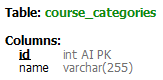 Table: course_categories
Columns:
id int AI PK
name varchar(255)